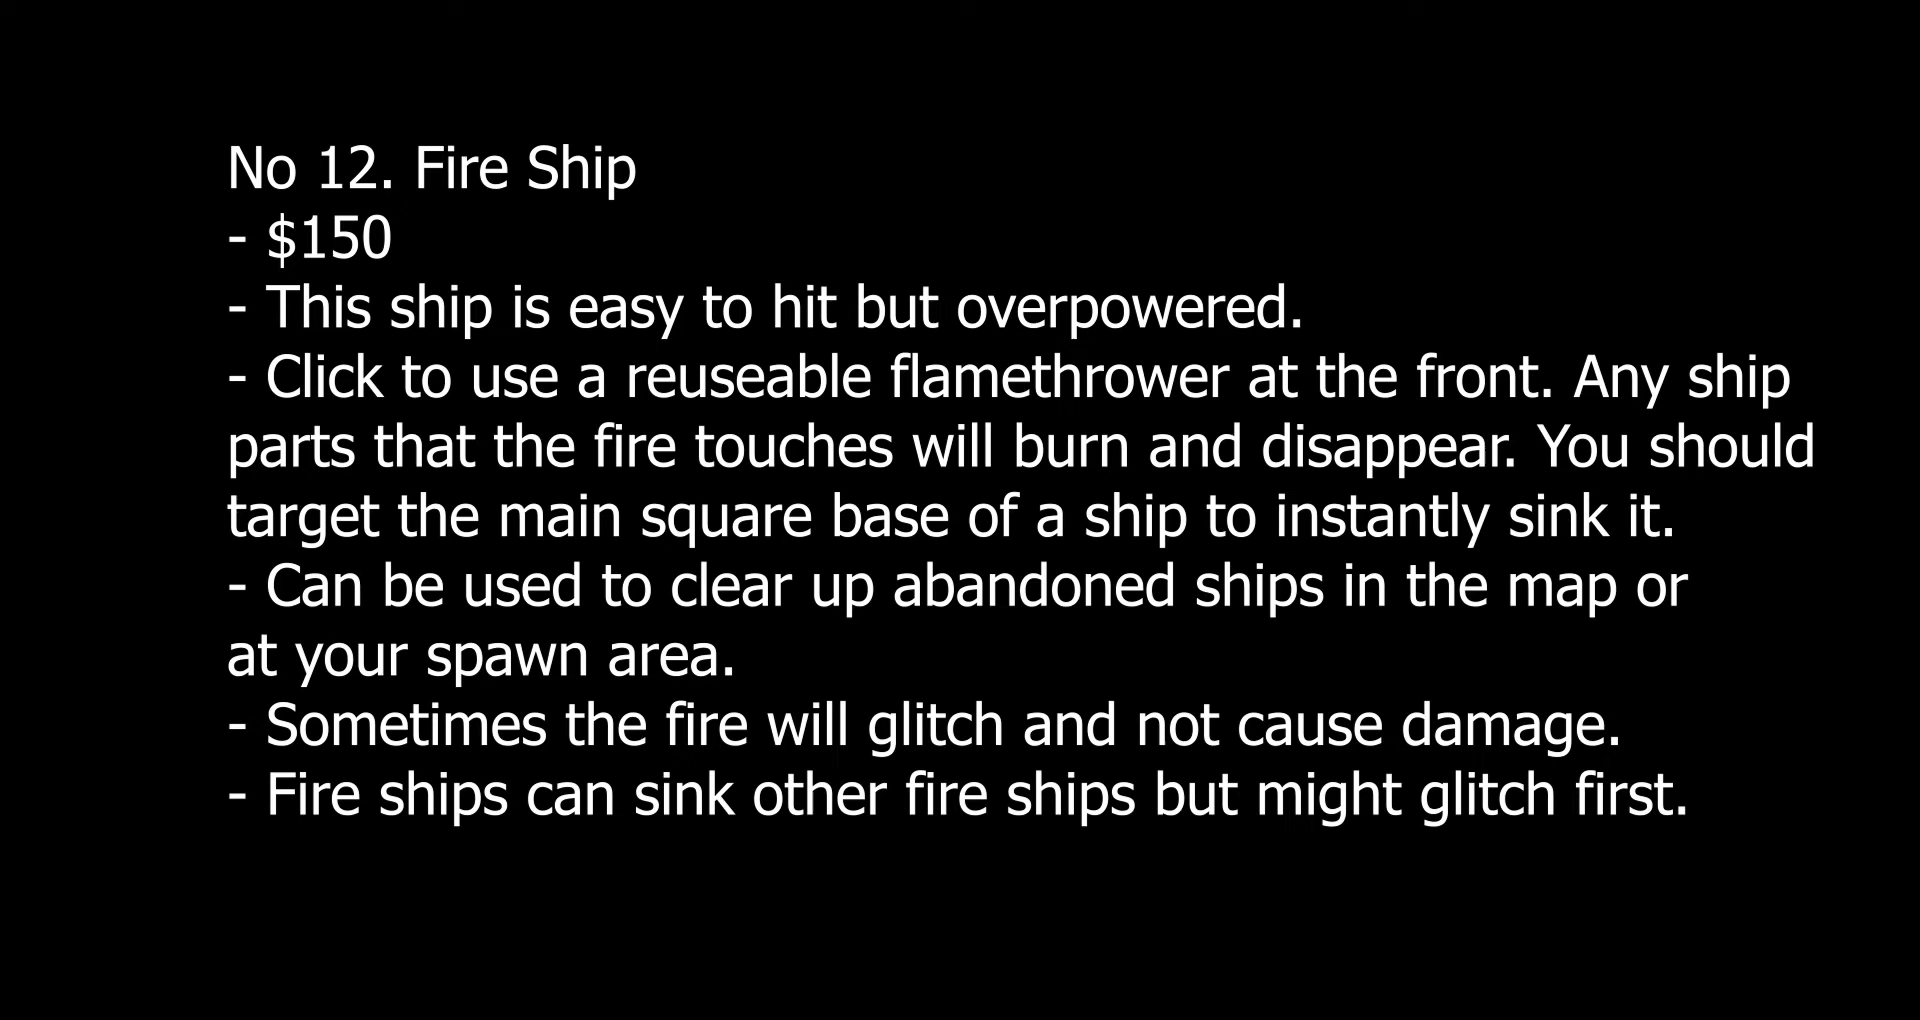 No 12. Fire Ship
- $150
- This ship is easy to hit but overpowered.
- Click to use a reuseable flamethrower at the front. Any ship
parts that the fire touches will burn and disappear. You should
target the main square base of a ship to instantly sink it.
- Can be used to clear up abandoned ships in the map or
at your spawn area.
- Sometimes the fire will glitch and not cause damage.
- Fire ships can sink other fire ships but might glitch first.